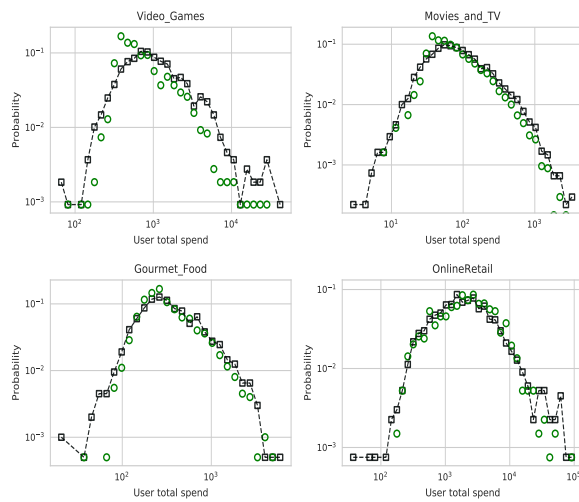 Video_Games
Movies_and_TV
10⁻¹
10⁻²
10⁻³
Probability
10² 10³ 10⁴
User total spend
10⁻¹
10⁻²
10⁻³
Probability
10¹ 10² 10³
User total spend
Gourmet_Food
OnlineRetail
10⁻¹
10⁻²
10⁻³
Probability
10² 10³
User total spend
10⁻¹
10⁻²
10⁻³
Probability
10² 10³ 10⁴ 10⁵
User total spend